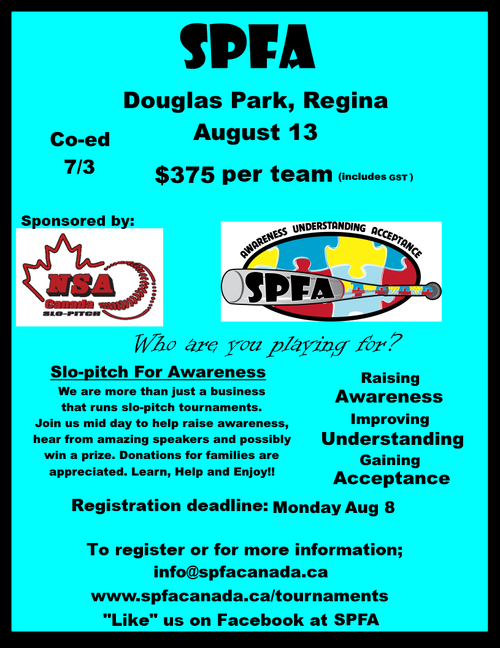 SPFA
Douglas Park, Regina
August 13
Co-ed
7/3
$375 per team (includes GST )
Sponsored by:
NSA
Canada
SLO-PITCH
AWARENESS UNDERSTANDING ACCEPTANCE
SPFA
Who are you playing for?
Slo-pitch For Awareness
We are more than just a business
that runs slo-pitch tournaments.
Join us mid day to help raise awareness,
hear from amazing speakers and possibly
win a prize. Donations for families are
appreciated. Learn, Help and Enjoy!!
Raising
Awareness
Improving
Understanding
Gaining
Acceptance
Registration deadline: Monday Aug 8
To register or for more information;
info@spfacanada.ca
www.spfacanada.ca/tournaments
"Like" us on Facebook at SPFA